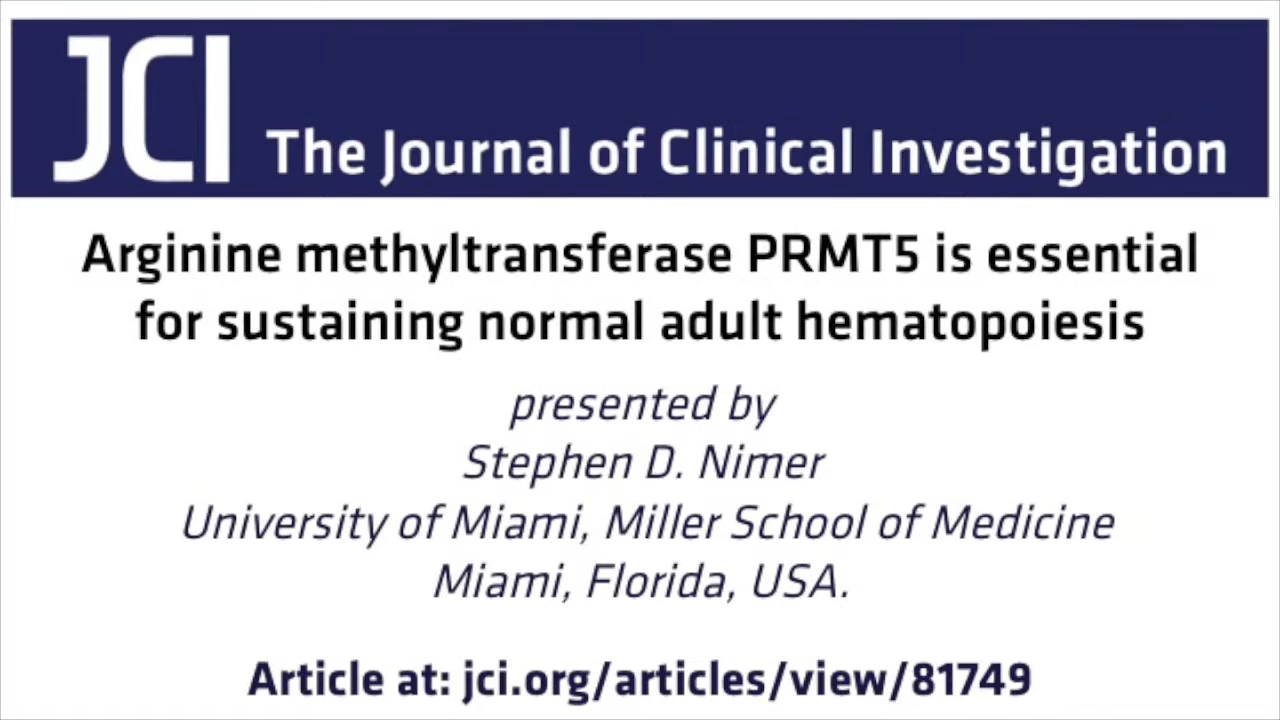 JCI The Journal of Clinical Investigation
Arginine methyltransferase PRMT5 is essential
for sustaining normal adult hematopoiesis
presented by
Stephen D. Nimer
University of Miami, Miller School of Medicine
Miami, Florida, USA.
Article at: jci.org/articles/view/81749